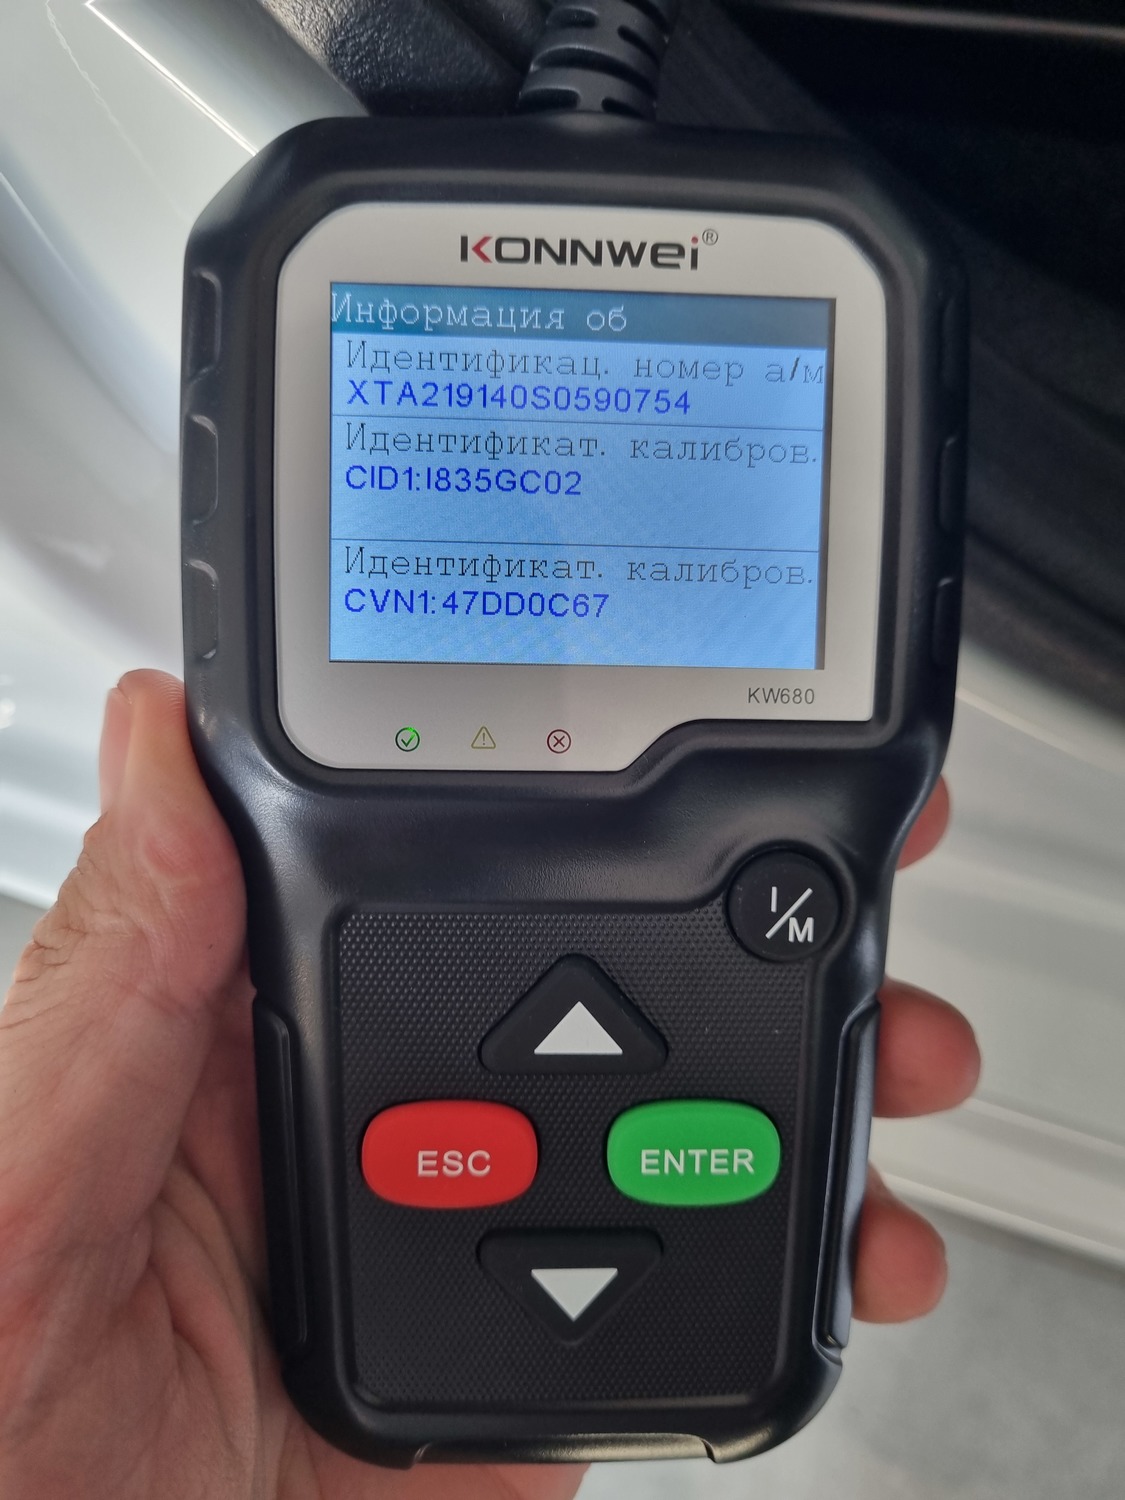 KONNWEI®
Информация об
Идентификац. номер а/м
XTA219140S0590754
Идентификат. калибров.
CID1:I835GC02
Идентификат. калибров.
CVN1:47DD0C67
KW680
I/M
ESC
ENTER